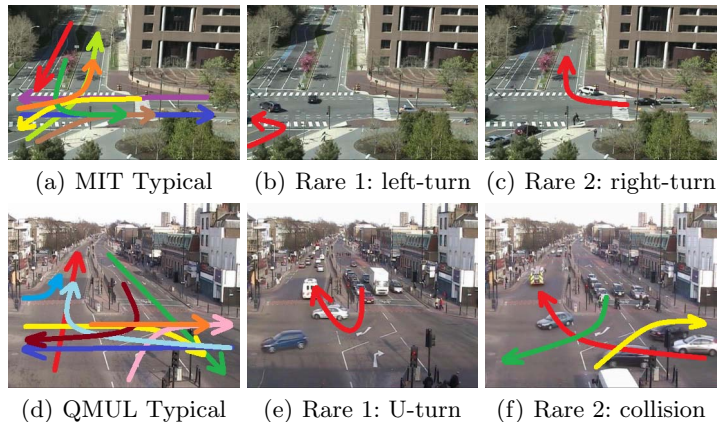 (a) MIT Typical
(b) Rare 1: left-turn
(c) Rare 2: right-turn
(d) QMUL Typical
(e) Rare 1: U-turn
(f) Rare 2: collision